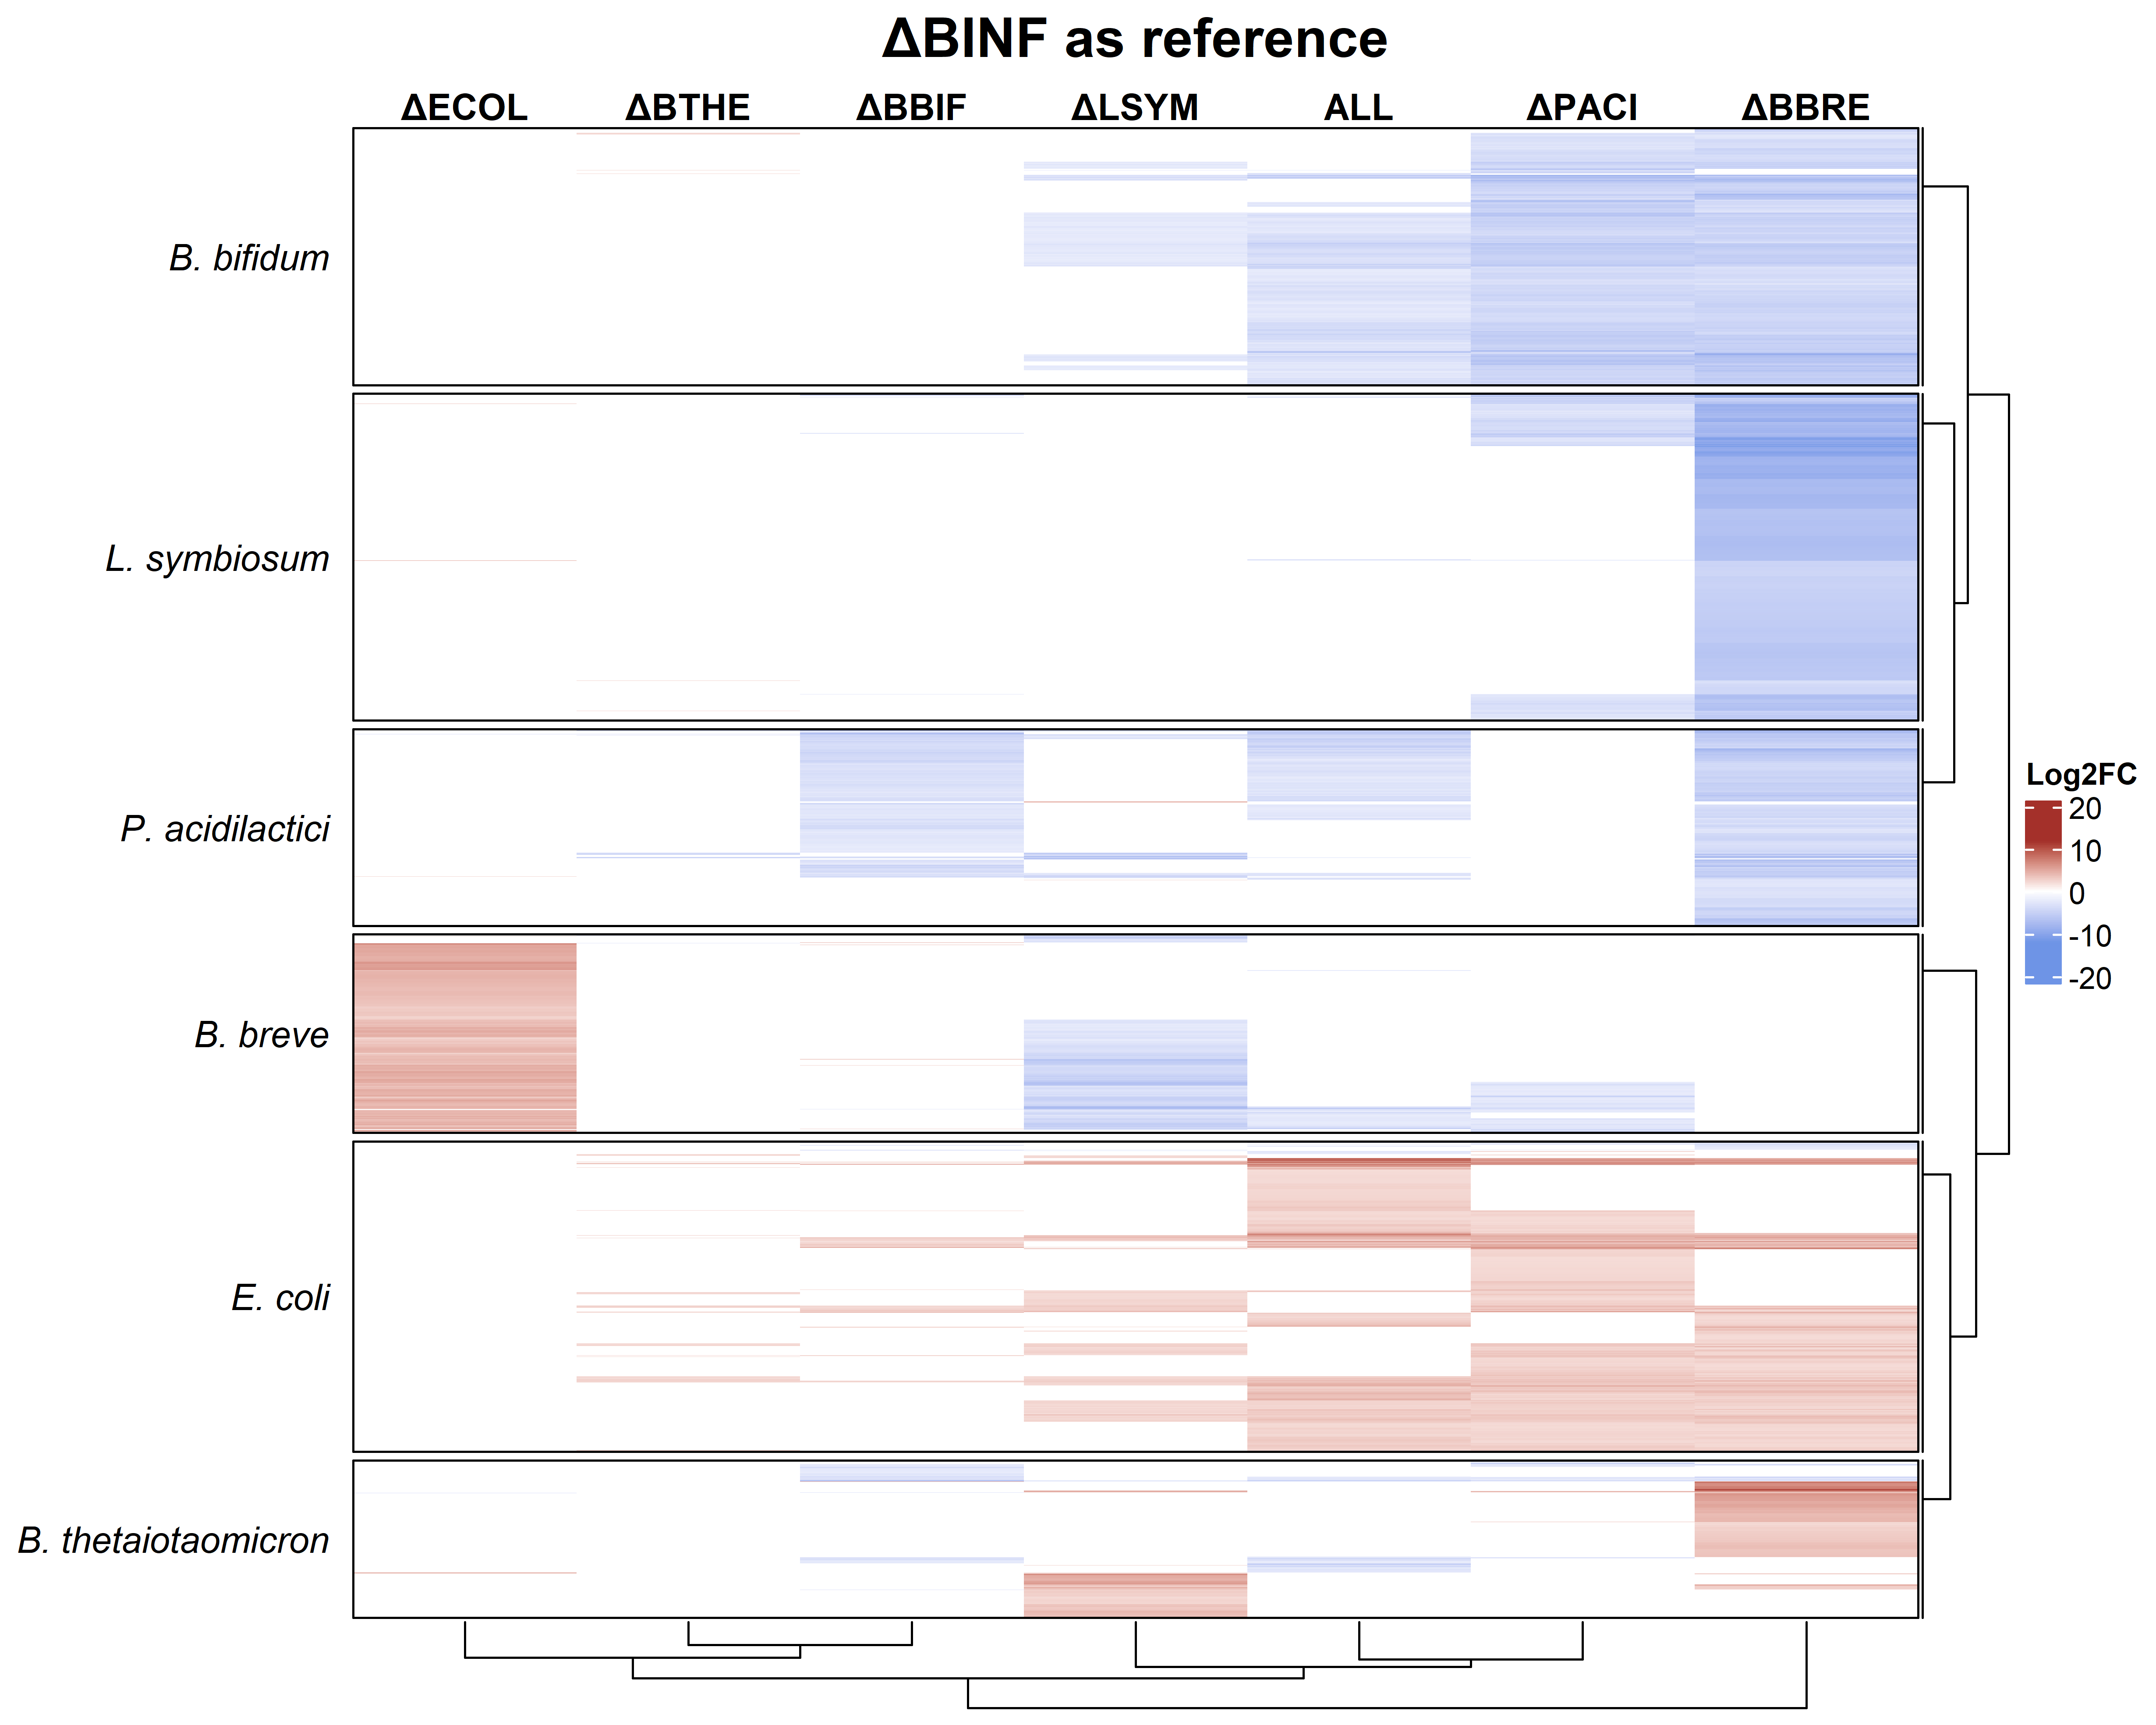 ΔBINF as reference
ΔECOL ΔBTHE ΔBBIF ΔLSYM ALL ΔPACI ΔBBRE
B. bifidum
L. symbiosum
P. acidilactici
B. breve
E. coli
B. thetaiotaomicron
Log2FC
20
10
0
-10
-20